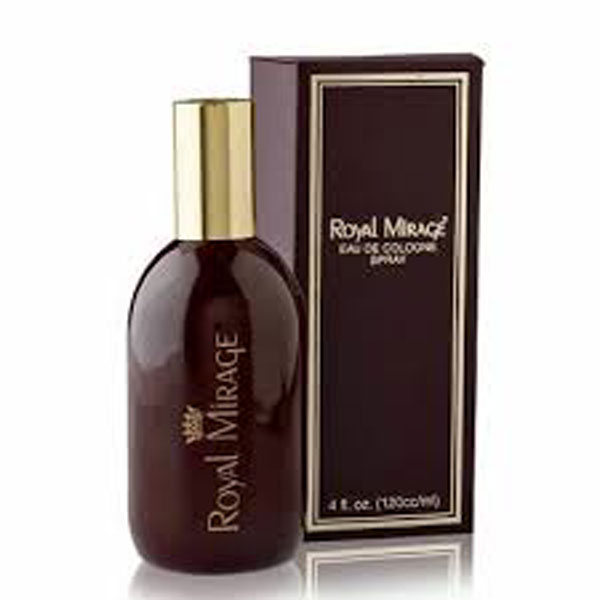 Royal Mirage
Royal Mirage
EAU DE COLOGNE
SPRAY
4 fl. oz. (120cc/ml)